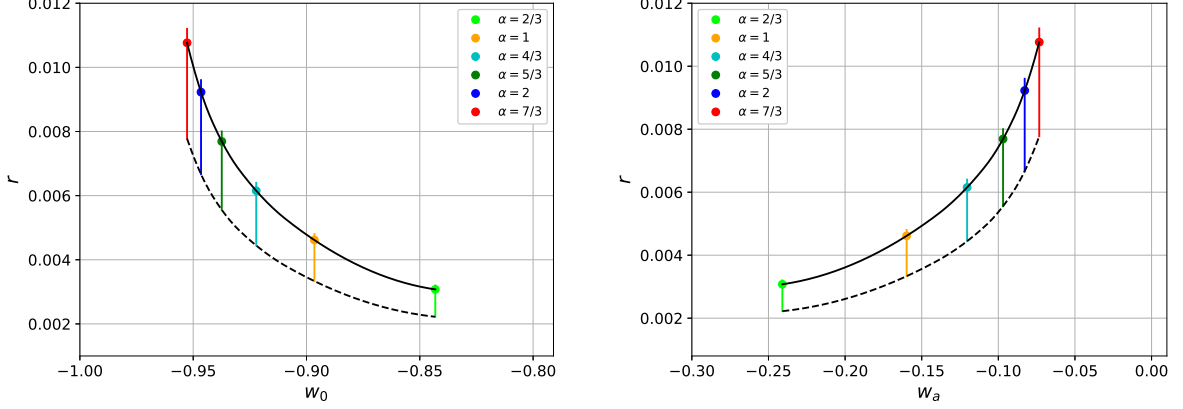 0.012
0.010
0.008
0.006
0.004
0.002
r
−1.00
−0.95
−0.90
−0.85
−0.80
w0
α = 2/3
α = 1
α = 4/3
α = 5/3
α = 2
α = 7/3
0.012
0.010
0.008
0.006
0.004
0.002
r
−0.30
−0.25
−0.20
−0.15
−0.10
−0.05
0.00
wa
α = 2/3
α = 1
α = 4/3
α = 5/3
α = 2
α = 7/3